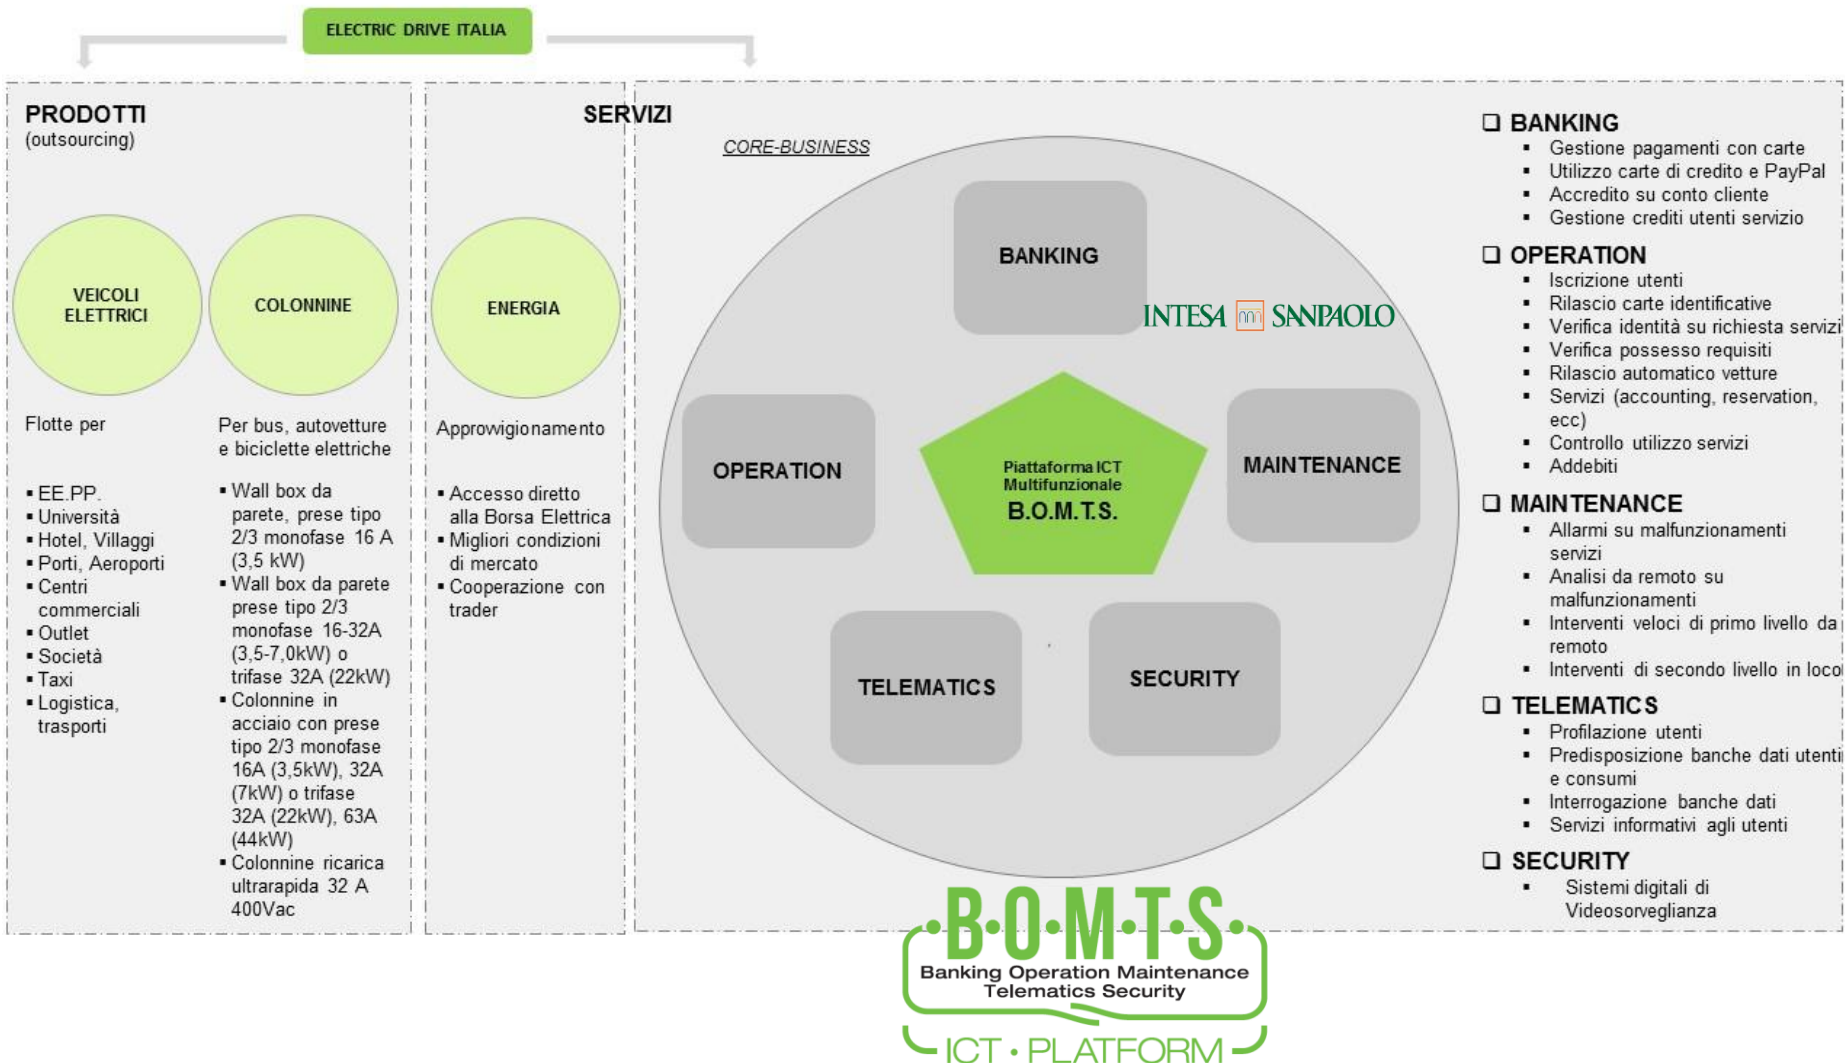 ELECTRIC DRIVE ITALIA
PRODOTTI
(outsourcing)
VEICOLI
ELETTRICI
COLONNINE
Flotte per
▪ EE.PP.
▪ Università
▪ Hotel, Villaggi
▪ Porti, Aeroporti
▪ Centri
commerciali
▪ Outlet
▪ Società
▪ Taxi
▪ Logistica,
trasporti
Per bus, autovetture
e biciclette elettriche
▪ Wall box da
parete, prese tipo
2/3 monofase 16 A
(3,5 kW)
▪ Wall box da parete
prese tipo 2/3
monofase 16-32A
(3,5-7,0kW) o
trifase 32A (22kW)
▪ Colonnine in
acciaio con prese
tipo 2/3 monofase
16A (3,5kW), 32A
(7kW) o trifase
32A (22kW), 63A
(44kW)
▪ Colonnine ricarica
ultrarapida 32 A
400Vac
SERVIZI
ENERGIA
Approvvigionamento
▪ Accesso diretto
alla Borsa Elettrica
▪ Migliori condizioni
di mercato
▪ Cooperazione con
trader
CORE-BUSINESS
BANKING
INTESA SANPAOLO
OPERATION
Piattaforma ICT
Multifunzionale
B.O.M.T.S.
MAINTENANCE
TELEMATICS
SECURITY
❑ BANKING
▪ Gestione pagamenti con carte
▪ Utilizzo carte di credito e PayPal
▪ Accredito su conto cliente
▪ Gestione crediti utenti servizio
❑ OPERATION
▪ Iscrizione utenti
▪ Rilascio carte identificative
▪ Verifica identità su richiesta servizi
▪ Verifica possesso requisiti
▪ Rilascio automatico vetture
▪ Servizi (accounting, reservation,
ecc)
▪ Controllo utilizzo servizi
▪ Addebiti
❑ MAINTENANCE
▪ Allarmi su malfunzionamenti
servizi
▪ Analisi da remoto su
malfunzionamenti
▪ Interventi veloci di primo livello da
remoto
▪ Interventi di secondo livello in loco
❑ TELEMATICS
▪ Profilazione utenti
▪ Predisposizione banche dati utenti
e consumi
▪ Interrogazione banche dati
▪ Servizi informativi agli utenti
❑ SECURITY
▪ Sistemi digitali di
Videosorveglianza
·B·O·M·T·S·
Banking Operation Maintenance
Telematics Security
ICT · PLATFORM